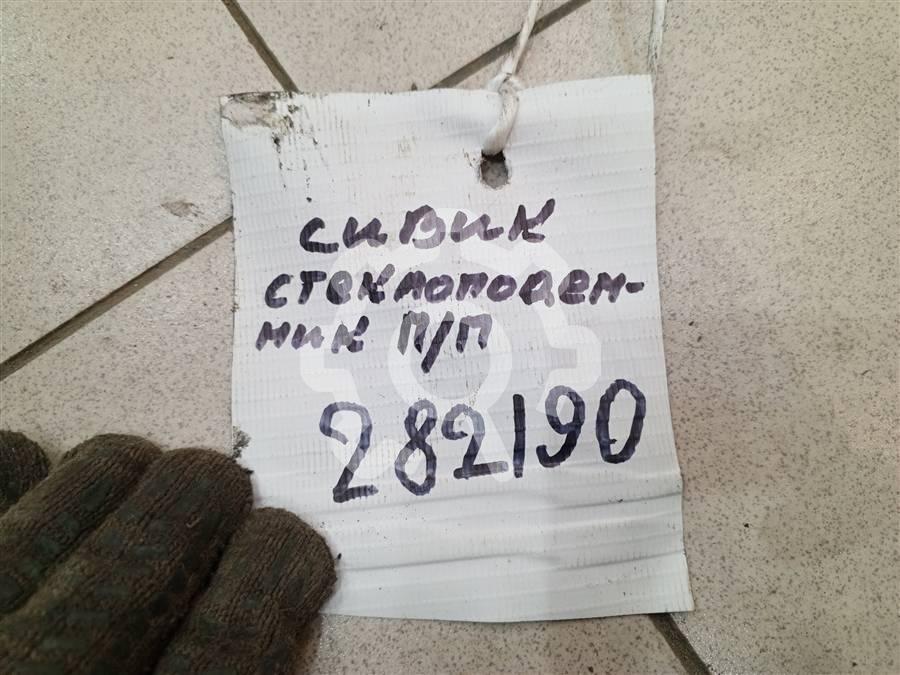 сивик
стеклоподем-
ник п/п
282190